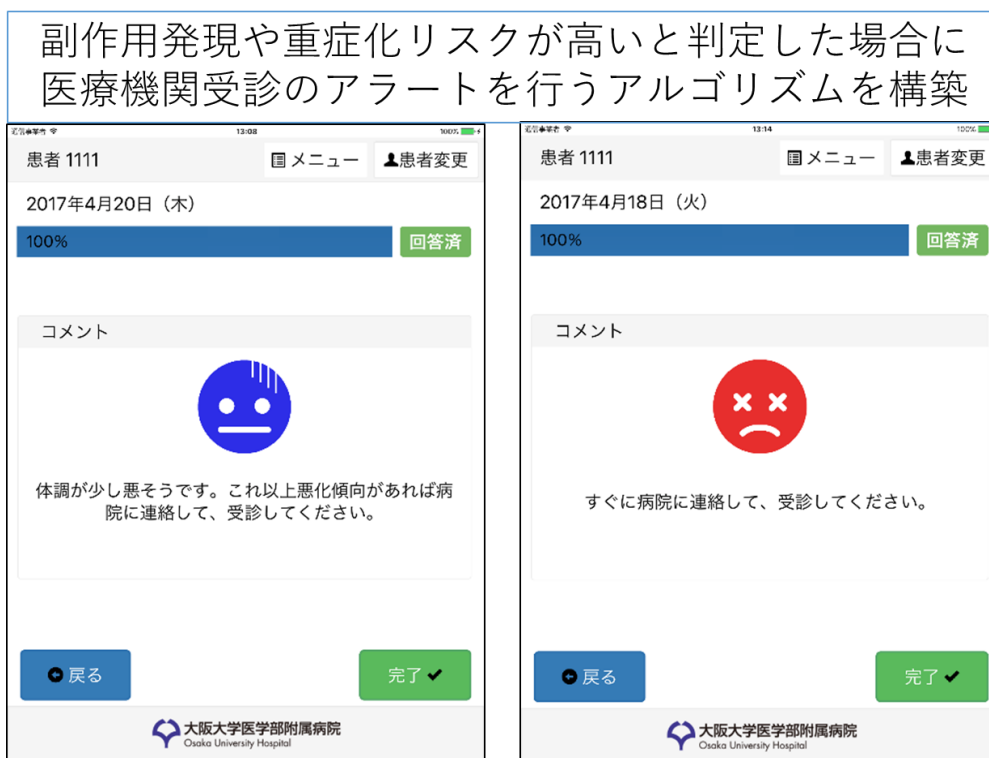 副作用発現や重症化リスクが高いと判定した場合に
医療機関受診のアラートを行うアルゴリズムを構築
通信事業者 13:08 100%
患者 1111 メニュー 患者変更
2017年4月20日（木）
100% 回答済
コメント
体調が少し悪そうです。これ以上悪化傾向があれば病
院に連絡して、受診してください。
戻る 完了
大阪大学医学部附属病院
Osaka University Hospital
通信事業者 13:14 100%
患者 1111 メニュー 患者変更
2017年4月18日（火）
100% 回答済
コメント
すぐに病院に連絡して、受診してください。
戻る 完了
大阪大学医学部附属病院
Osaka University Hospital